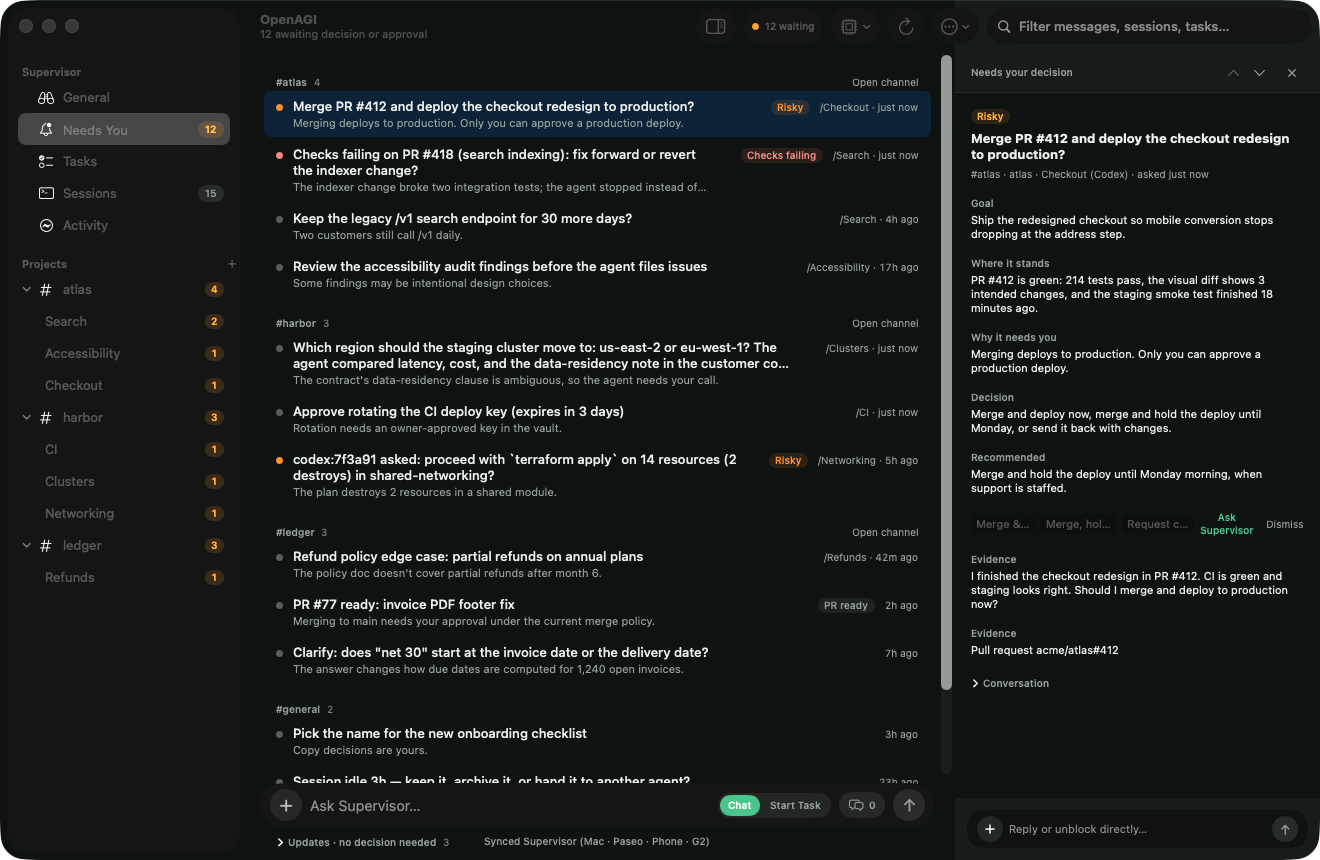 OpenAGI
12 awaiting decision or approval
12 waiting
Filter messages, sessions, tasks...
Supervisor
General
Needs You 12
Tasks
Sessions 15
Activity
Projects +
# atlas 4
Search 2
Accessibility 1
Checkout 1
# harbor 3
CI 1
Clusters 1
Networking 1
# ledger 3
Refunds 1
#atlas 4 Open channel
Merge PR #412 and deploy the checkout redesign to production? Risky /Checkout · just now
Merging deploys to production. Only you can approve a production deploy.
Checks failing on PR #418 (search indexing): fix forward or revert Checks failing /Search · just now
the indexer change?
The indexer change broke two integration tests; the agent stopped instead of...
Keep the legacy /v1 search endpoint for 30 more days? /Search · 4h ago
Two customers still call /v1 daily.
Review the accessibility audit findings before the agent files issues /Accessibility · 17h ago
Some findings may be intentional design choices.
#harbor 3 Open channel
Which region should the staging cluster move to: us-east-2 or eu-west-1? The /Clusters · just now
agent compared latency, cost, and the data-residency note in the customer co...
The contract's data-residency clause is ambiguous, so the agent needs your call.
Approve rotating the CI deploy key (expires in 3 days) /CI · just now
Rotation needs an owner-approved key in the vault.
codex:7f3a91 asked: proceed with `terraform apply` on 14 resources (2 Risky /Networking · 5h ago
destroys) in shared-networking?
The plan destroys 2 resources in a shared module.
#ledger 3 Open channel
Refund policy edge case: partial refunds on annual plans /Refunds · 42m ago
The policy doc doesn't cover partial refunds after month 6.
PR #77 ready: invoice PDF footer fix PR ready 2h ago
Merging to main needs your approval under the current merge policy.
Clarify: does "net 30" start at the invoice date or the delivery date? 7h ago
The answer changes how due dates are computed for 1,240 open invoices.
#general 2
Pick the name for the new onboarding checklist 3h ago
Copy decisions are yours.
Session idle 3h — keep it, archive it, or hand it to another agent? 23h ago
+ Ask Supervisor... Chat Start Task 0
Updates · no decision needed 3 Synced Supervisor (Mac · Paseo · Phone · G2)
Needs your decision
Risky
Merge PR #412 and deploy the checkout redesign
to production?
#atlas · atlas · Checkout (Codex) · asked just now
Goal
Ship the redesigned checkout so mobile conversion stops
dropping at the address step.
Where it stands
PR #412 is green: 214 tests pass, the visual diff shows 3
intended changes, and the staging smoke test finished 18
minutes ago.
Why it needs you
Merging deploys to production. Only you can approve a
production deploy.
Decision
Merge and deploy now, merge and hold the deploy until
Monday, or send it back with changes.
Recommended
Merge and hold the deploy until Monday morning, when
support is staffed.
Merge &... Merge, hol... Request c... Ask Supervisor Dismiss
Evidence
I finished the checkout redesign in PR #412. CI is green and
staging looks right. Should I merge and deploy to production
now?
Evidence
Pull request acme/atlas#412
Conversation
+ Reply or unblock directly...